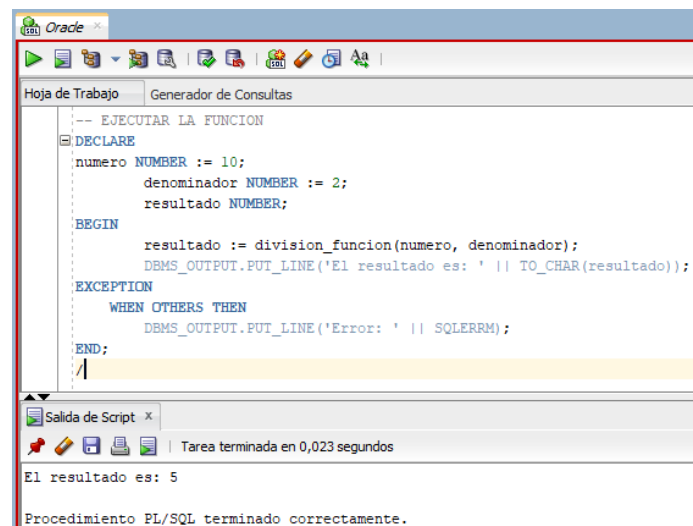 Oracle
Hoja de Trabajo Generador de Consultas
-- EJECUTAR LA FUNCION
DECLARE
numero NUMBER := 10;
denominador NUMBER := 2;
resultado NUMBER;
BEGIN
resultado := division_funcion(numero, denominador);
DBMS_OUTPUT.PUT_LINE('El resultado es: ' || TO_CHAR(resultado));
EXCEPTION
WHEN OTHERS THEN
DBMS_OUTPUT.PUT_LINE('Error: ' || SQLERRM);
END;
/
Salida de Script
Tarea terminada en 0,023 segundos
El resultado es: 5
Procedimiento PL/SQL terminado correctamente.